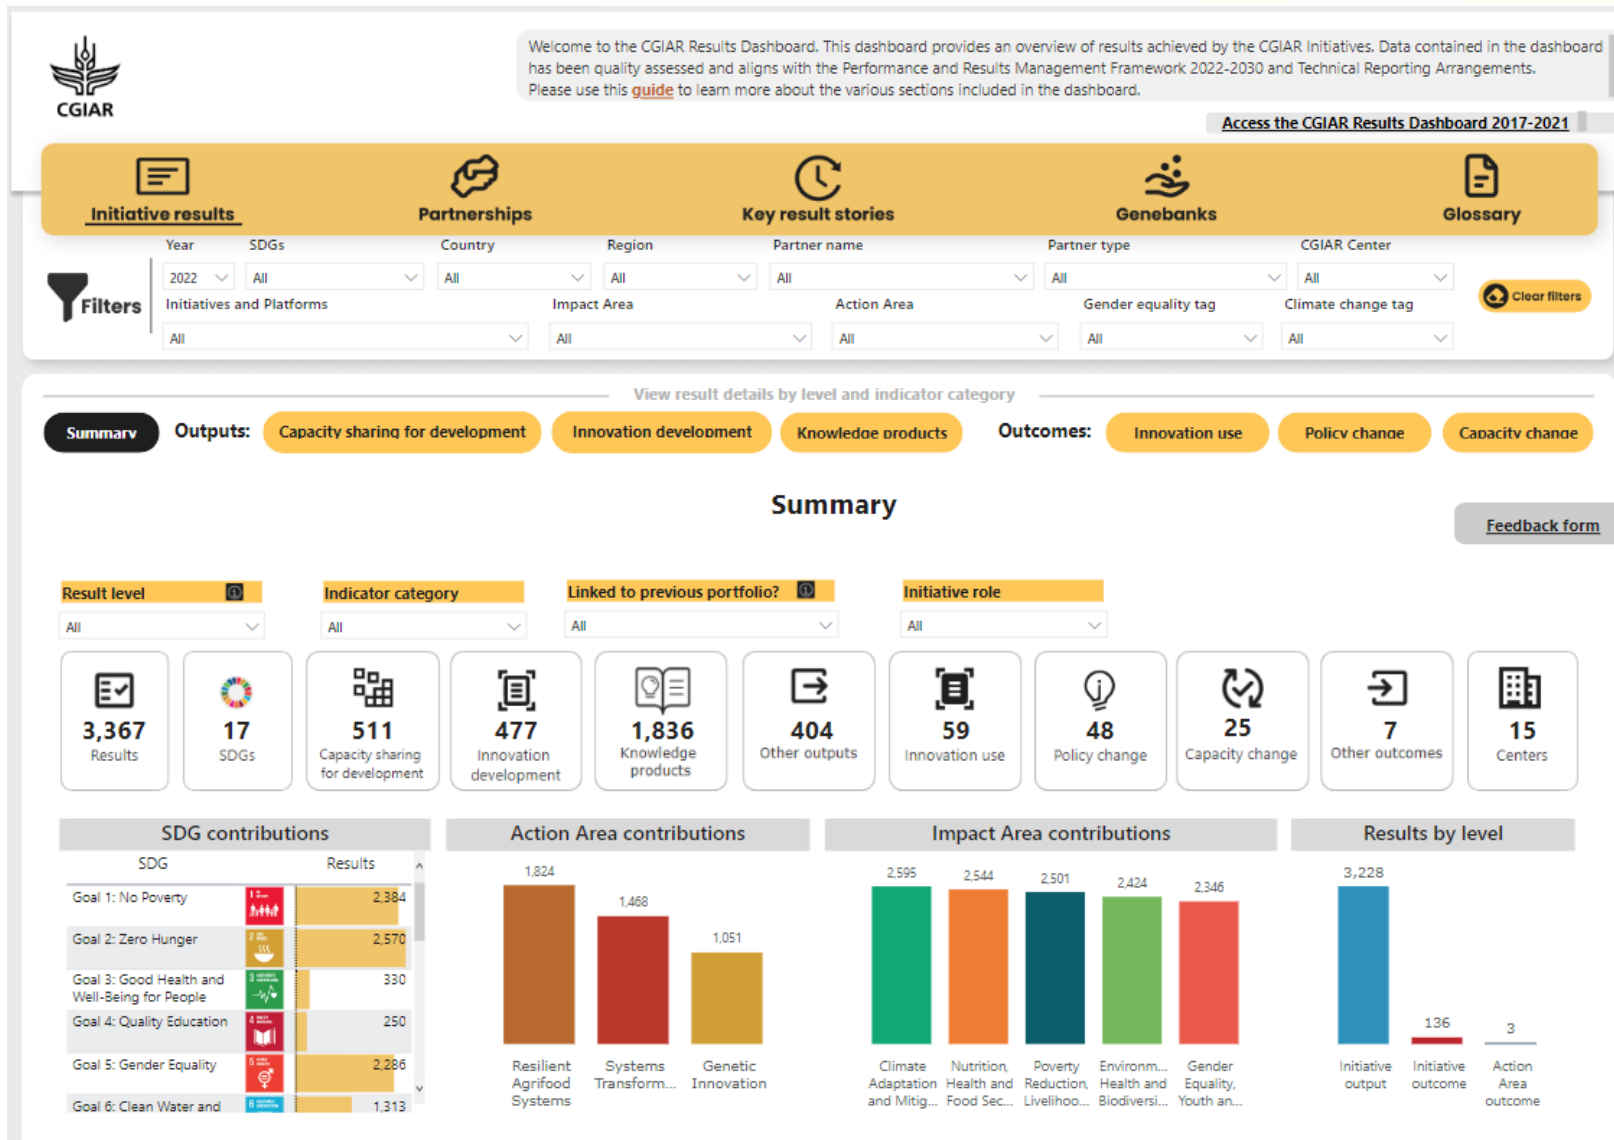 CGIAR
Welcome to the CGIAR Results Dashboard. This dashboard provides an overview of results achieved by the CGIAR Initiatives. Data contained in the dashboard
has been quality assessed and aligns with the Performance and Results Management Framework 2022-2030 and Technical Reporting Arrangements.
Please use this guide to learn more about the various sections included in the dashboard.
Access the CGIAR Results Dashboard 2017-2021
Initiative results
Partnerships
Key result stories
Genebanks
Glossary
Filters
Year SDGs Country Region Partner name Partner type CGIAR Center
2022 All All All All All All
Initiatives and Platforms Impact Area Action Area Gender equality tag Climate change tag
All All All All All
Clear filters
View result details by level and indicator category
Summary Outputs: Capacity sharing for development Innovation development Knowledge products Outcomes: Innovation use Policy change Capacity change
Summary
Feedback form
Result level Indicator category Linked to previous portfolio? Initiative role
All All All All
3,367
Results
17
SDGs
511
Capacity sharing
for development
477
Innovation
development
1,836
Knowledge
products
404
Other outputs
59
Innovation use
48
Policy change
25
Capacity change
7
Other outcomes
15
Centers
SDG contributions
SDG Results
Goal 1: No Poverty 2,384
Goal 2: Zero Hunger 2,570
Goal 3: Good Health and
Well-Being for People
330
Goal 4: Quality Education 250
Goal 5: Gender Equality 2,286
Goal 6: Clean Water and 1,313
Action Area contributions
1,824
1,468
1,051
Resilient
Agrifood
Systems
Systems
Transform...
Genetic
Innovation
Impact Area contributions
2,595
2,544
2,501
2,424
2,346
Climate
Adaptation
and Mitig...
Nutrition,
Health and
Food Sec...
Poverty
Reduction,
Livelihoo...
Environm...
Health and
Biodiversi...
Gender
Equality,
Youth an...
Results by level
3,228
136
3
Initiative
output
Initiative
outcome
Action
Area
outcome